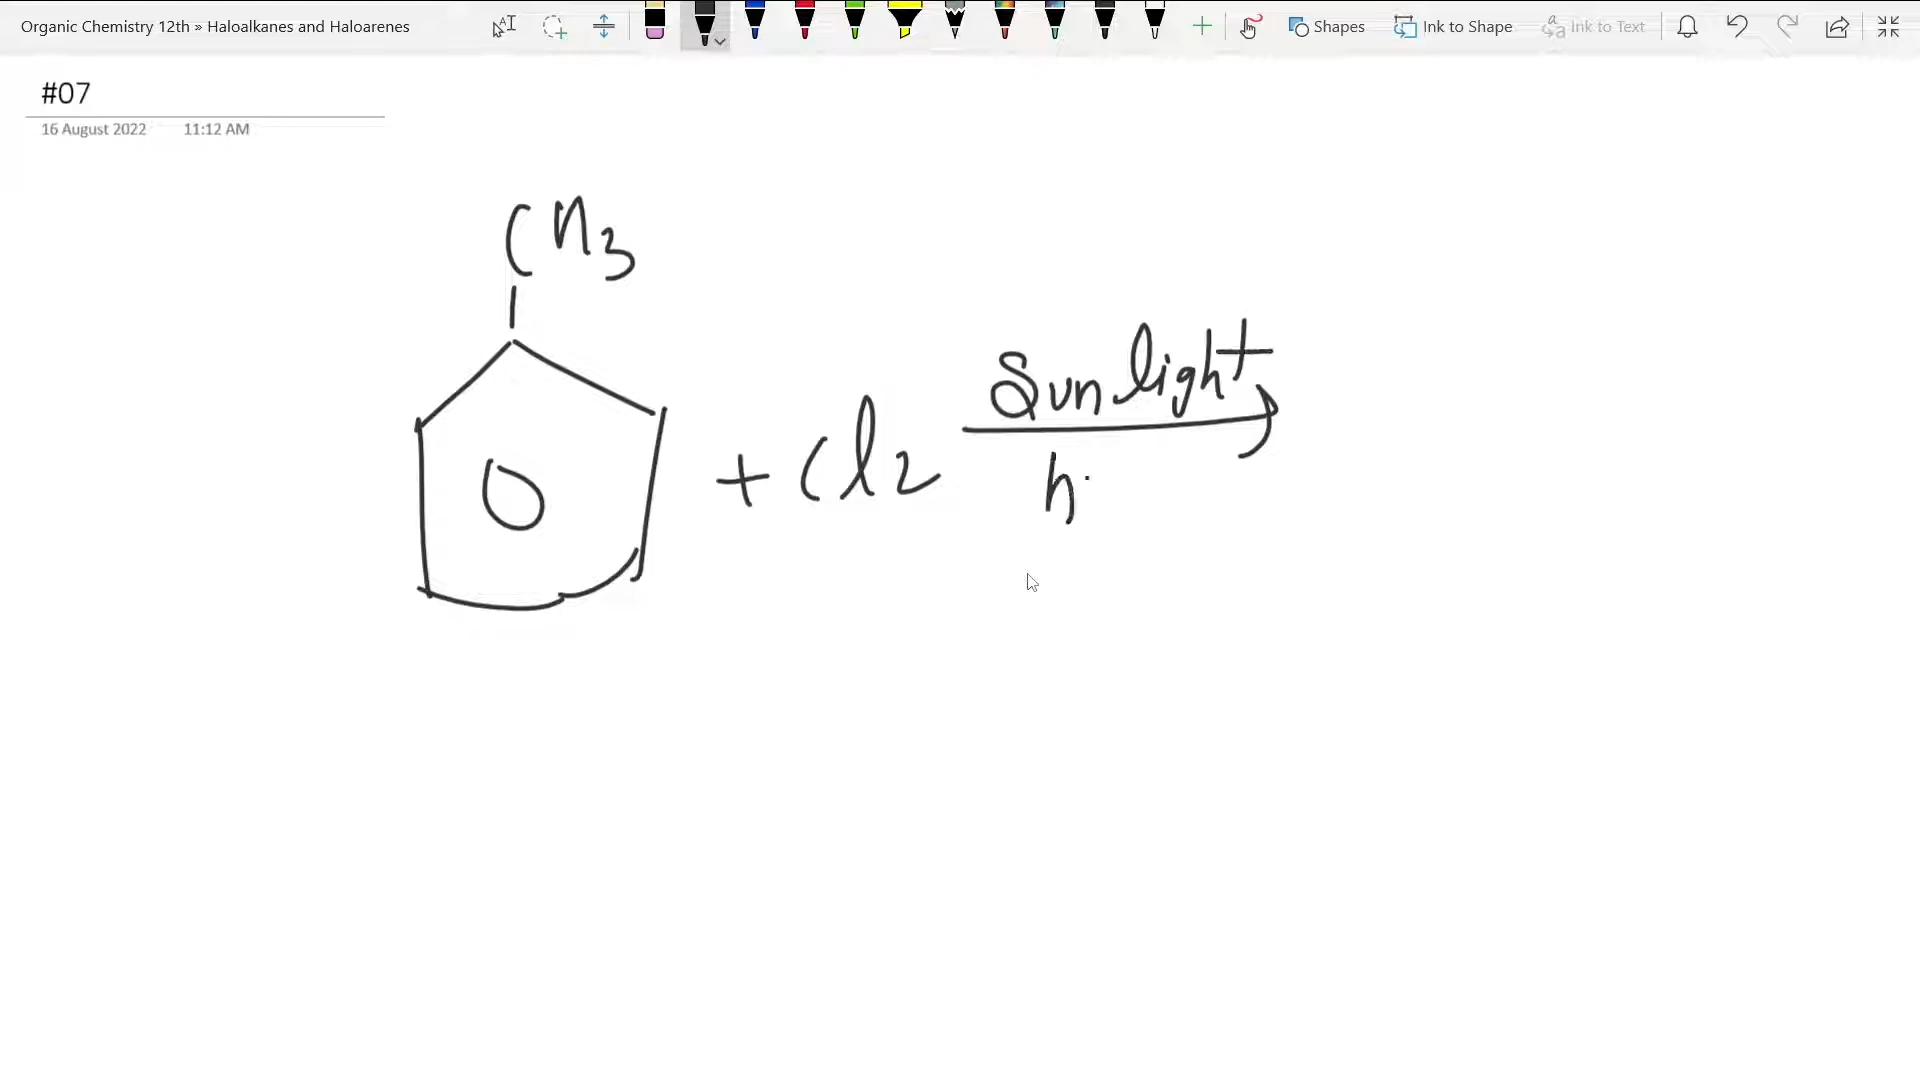 Organic Chemistry 12th » Haloalkanes and Haloarenes
Shapes
Ink to Shape
Ink to Text
#07
16 August 2022 11:12 AM
CH3
+ Cl2
Sunlight
h